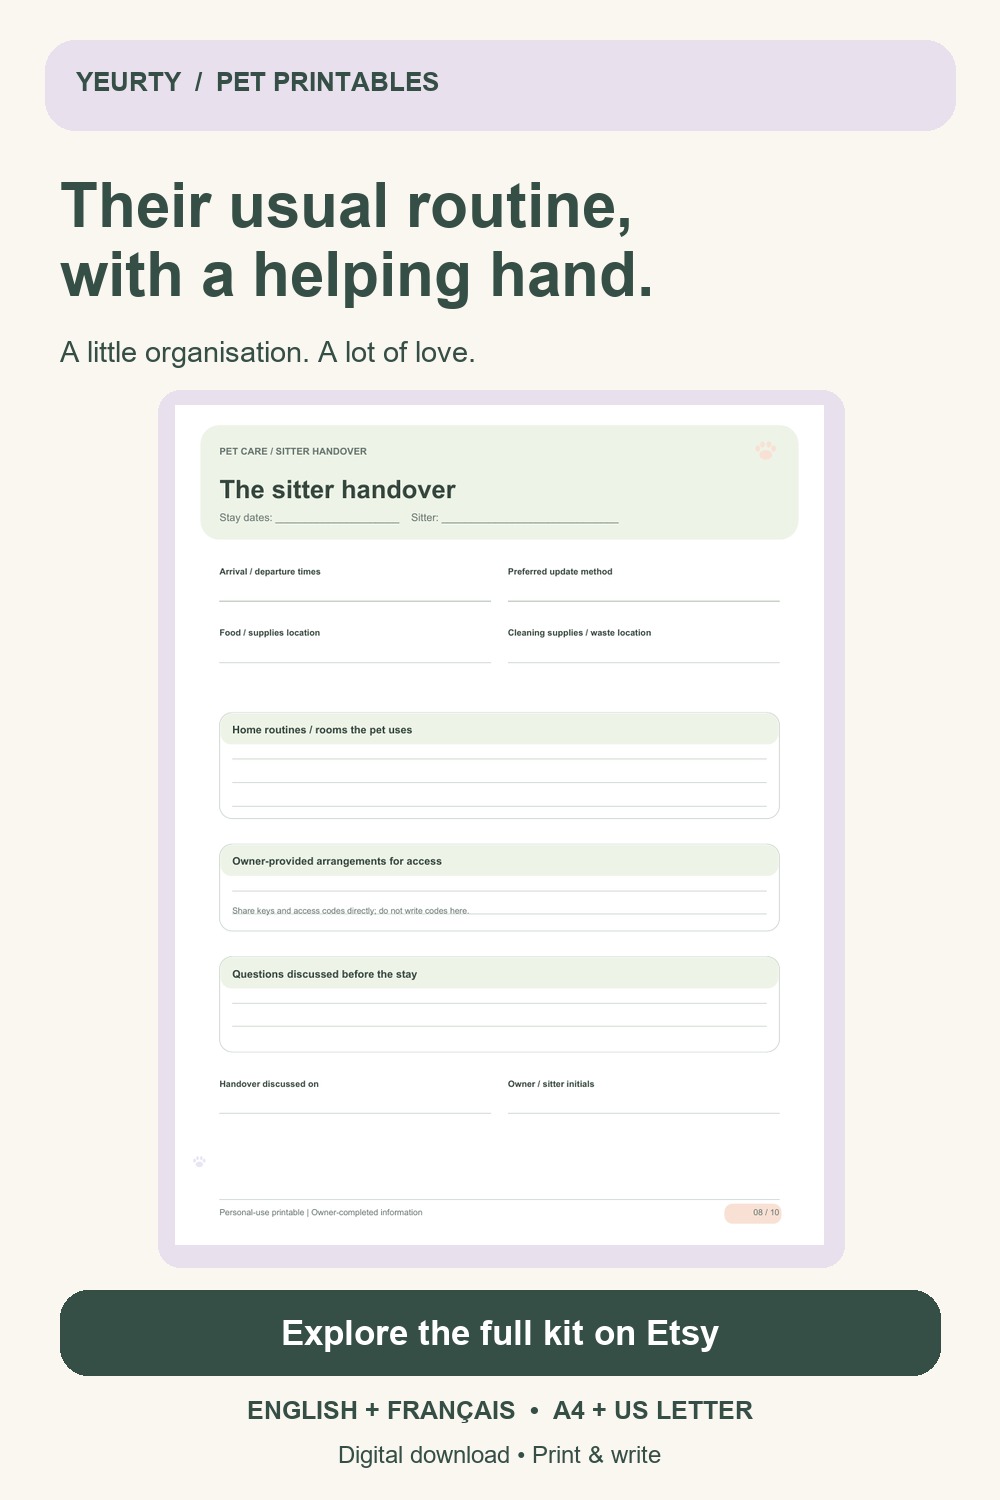 YEURTY / PET PRINTABLES
Their usual routine,
with a helping hand.
A little organisation. A lot of love.
PET CARE / SITTER HANDOVER
The sitter handover
Stay dates: ____________________ Sitter: ____________________
Arrival / departure times
Preferred update method
Food / supplies location
Cleaning supplies / waste location
Home routines / rooms the pet uses
Owner-provided arrangements for access
Share keys and access codes directly; do not write codes here.
Questions discussed before the stay
Handover discussed on
Owner / sitter initials
Personal-use printable | Owner-completed information
08 / 10
Explore the full kit on Etsy
ENGLISH + FRANÇAIS • A4 + US LETTER
Digital download • Print & write